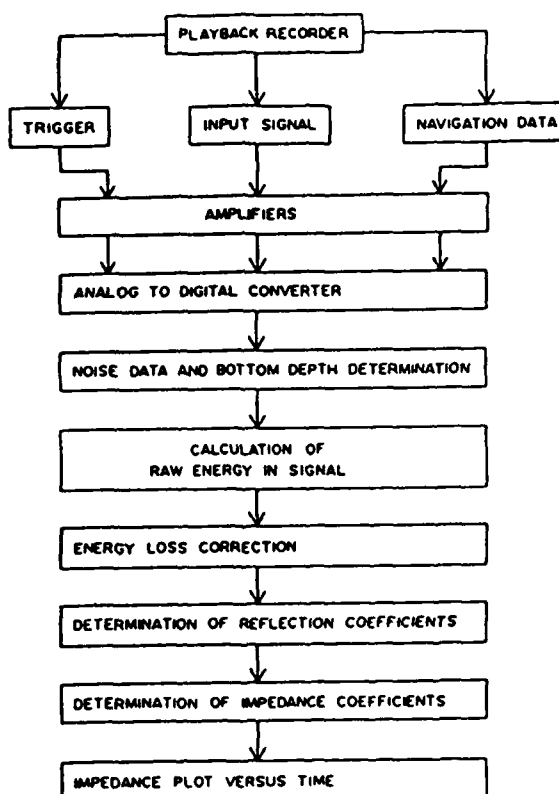 PLAYBACK RECORDER
TRIGGER
INPUT SIGNAL
NAVIGATION DATA
AMPLIFIERS
ANALOG TO DIGITAL CONVERTER
NOISE DATA AND BOTTOM DEPTH DETERMINATION
CALCULATION OF
RAW ENERGY IN SIGNAL
ENERGY LOSS CORRECTION
DETERMINATION OF REFLECTION COEFFICIENTS
DETERMINATION OF IMPEDANCE COEFFICIENTS
IMPEDANCE PLOT VERSUS TIME